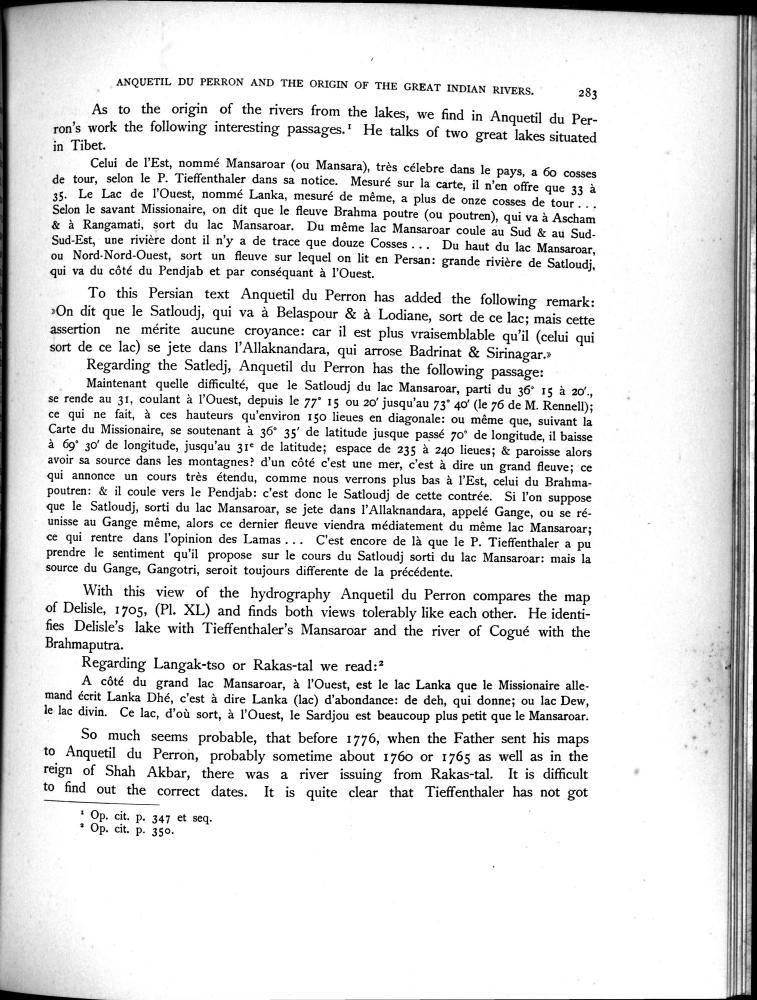 ANQUETIL DU PERRON AND THE ORIGIN OF THE GREAT INDIAN RIVERS.
283
As to the origin of the rivers from the lakes, we find in Anquetil du Per-
ron's work the following interesting passages.¹ He talks of two great lakes situated
in Tibet.
Celui de l'Est, nommé Mansaroar (ou Mansara), très célebre dans le pays, a 60 cosses
de tour, selon le P. Tieffenthaler dans sa notice. Mesuré sur la carte, il n'en offre que 33 à
35. Le Lac de l'Ouest, nommé Lanka, mesuré de même, a plus de onze cosses de tour . . .
Selon le savant Missionaire, on dit que le fleuve Brahma poutre (ou poutren), qui va à Ascham
& à Rangamati, sort du lac Mansaroar. Du même lac Mansaroar coule au Sud & au Sud-
Sud-Est, une rivière dont il n'y a de trace que douze Cosses . . . Du haut du lac Mansaroar,
ou Nord-Nord-Ouest, sort un fleuve sur lequel on lit en Persan: grande rivière de Satloudj,
qui va du côté du Pendjab et par conséquant à l'Ouest.
To this Persian text Anquetil du Perron has added the following remark:
»On dit que le Satloudj, qui va à Belaspour & à Lodiane, sort de ce lac; mais cette
assertion ne mérite aucune croyance: car il est plus vraisemblable qu'il (celui qui
sort de ce lac) se jete dans l'Allaknandara, qui arrose Badrinat & Sirinagar.»
Regarding the Satledj, Anquetil du Perron has the following passage:
Maintenant quelle difficulté, que le Satloudj du lac Mansaroar, parti du 36° 15 à 20'.,
se rende au 31, coulant à l'Ouest, depuis le 77° 15 ou 20' jusqu'au 73° 40' (le 76 de M. Rennell);
ce qui ne fait, à ces hauteurs qu'environ 150 lieues en diagonale: ou même que, suivant la
Carte du Missionaire, se soutenant à 36° 35' de latitude jusque passé 70° de longitude, il baisse
à 69° 30' de longitude, jusqu'au 31° de latitude; espace de 235 à 240 lieues; & paroisse alors
avoir sa source dans les montagnes? d'un côté c'est une mer, c'est à dire un grand fleuve; ce
qui annonce un cours très étendu, comme nous verrons plus bas à l'Est, celui du Brahma-
poutren: & il coule vers le Pendjab: c'est donc le Satloudj de cette contrée. Si l'on suppose
que le Satloudj, sorti du lac Mansaroar, se jete dans l'Allaknandara, appelé Gange, ou se ré-
unisse au Gange même, alors ce dernier fleuve viendra médiatement du même lac Mansaroar;
ce qui rentre dans l'opinion des Lamas . . . C'est encore de là que le P. Tieffenthaler a pu
prendre le sentiment qu'il propose sur le cours du Satloudj sorti du lac Mansaroar: mais la
source du Gange, Gangotri, seroit toujours differente de la précédente.
With this view of the hydrography Anquetil du Perron compares the map
of Delisle, 1705, (Pl. XL) and finds both views tolerably like each other. He identi-
fies Delisle's lake with Tieffenthaler's Mansaroar and the river of Cogué with the
Brahmaputra.
Regarding Langak-tso or Rakas-tal we read:²
A côté du grand lac Mansaroar, à l'Ouest, est le lac Lanka que le Missionaire alle-
mand écrit Lanka Dhé, c'est à dire Lanka (lac) d'abondance: de deh, qui donne; ou lac Dew,
le lac divin. Ce lac, d'où sort, à l'Ouest, le Sardjou est beaucoup plus petit que le Mansaroar.
So much seems probable, that before 1776, when the Father sent his maps
to Anquetil du Perron, probably sometime about 1760 or 1765 as well as in the
reign of Shah Akbar, there was a river issuing from Rakas-tal. It is difficult
to find out the correct dates. It is quite clear that Tieffenthaler has not got
¹ Op. cit. p. 347 et seq.
² Op. cit. p. 350.